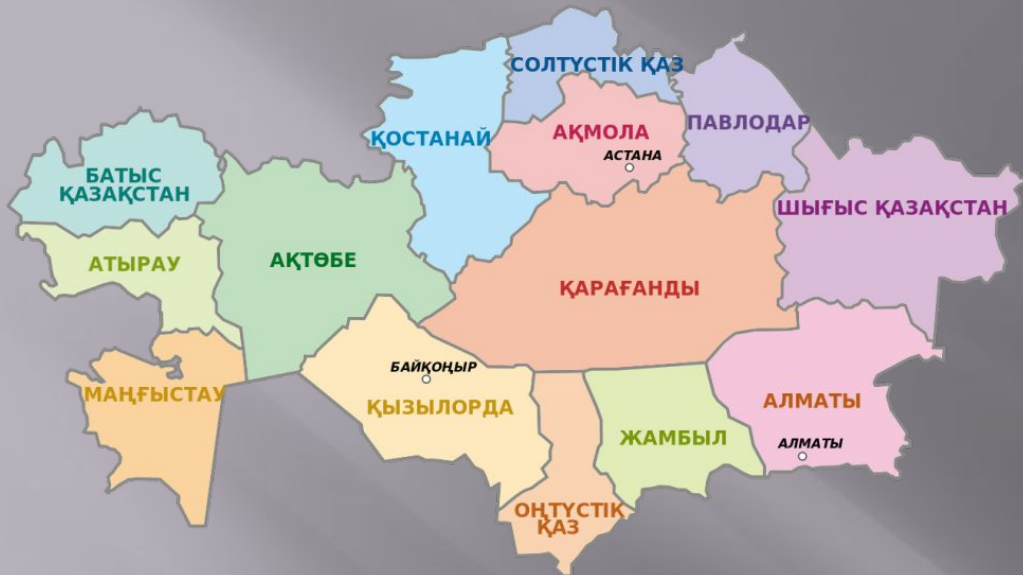 СОЛТҮСТІК ҚАЗ
ҚОСТАНАЙ
АҚМОЛА
АСТАНА
ПАВЛОДАР
БАТЫС
ҚАЗАҚСТАН
ШЫҒЫС ҚАЗАҚСТАН
АТЫРАУ
АҚТӨБЕ
ҚАРАҒАНДЫ
МАҢҒЫСТАУ
БАЙҚОҢЫР
ҚЫЗЫЛОРДА
АЛМАТЫ
ЖАМБЫЛ
АЛМАТЫ
ОҢТҮСТІК
ҚАЗ